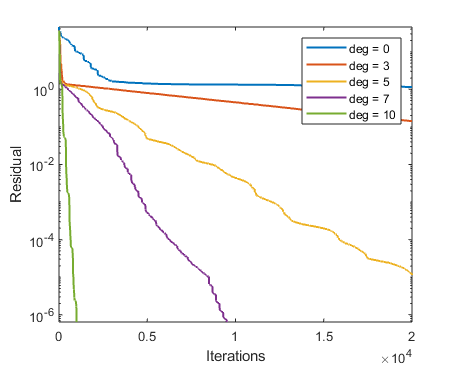 deg = 0
deg = 3
deg = 5
deg = 7
deg = 10
Residual
10^0
10^-2
10^-4
10^-6
0 0.5 1 1.5 2
Iterations
× 10^4